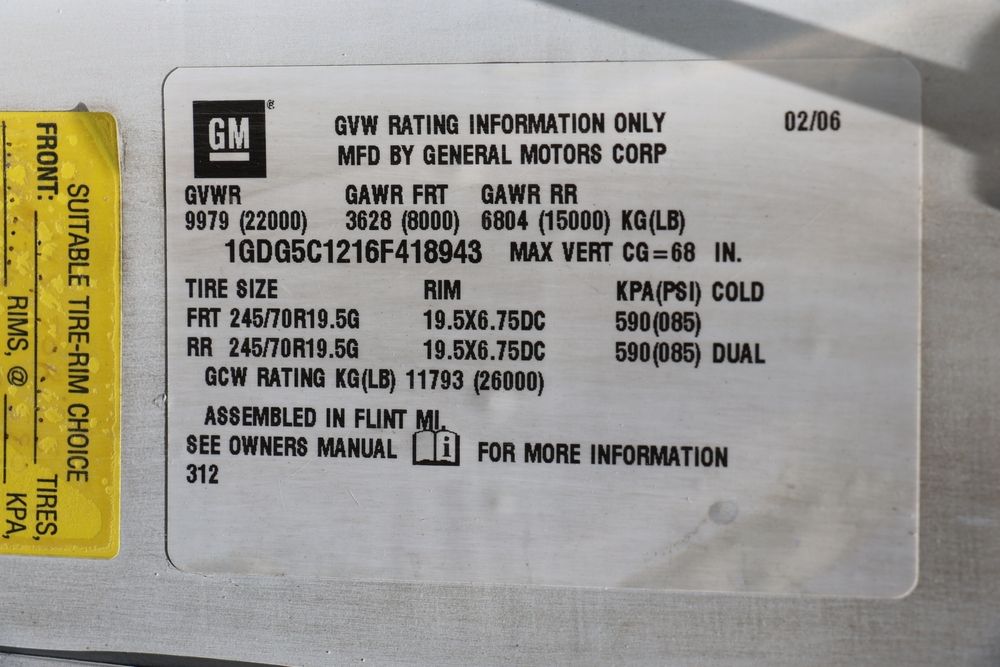 GM ®
GVW RATING INFORMATION ONLY 02/06
MFD BY GENERAL MOTORS CORP
GVWR GAWR FRT GAWR RR
9979 (22000) 3628 (8000) 6804 (15000) KG(LB)
1GDG5C1216F418943 MAX VERT CG=68 IN.
TIRE SIZE RIM KPA(PSI) COLD
FRT 245/70R19.5G 19.5X6.75DC 590(085)
RR 245/70R19.5G 19.5X6.75DC 590(085) DUAL
GCW RATING KG(LB) 11793 (26000)
ASSEMBLED IN FLINT MI.
SEE OWNERS MANUAL i FOR MORE INFORMATION
312
SUITABLE TIRE-RIM CHOICE
FRONT: TIRES,
RIMS, @ KPA,